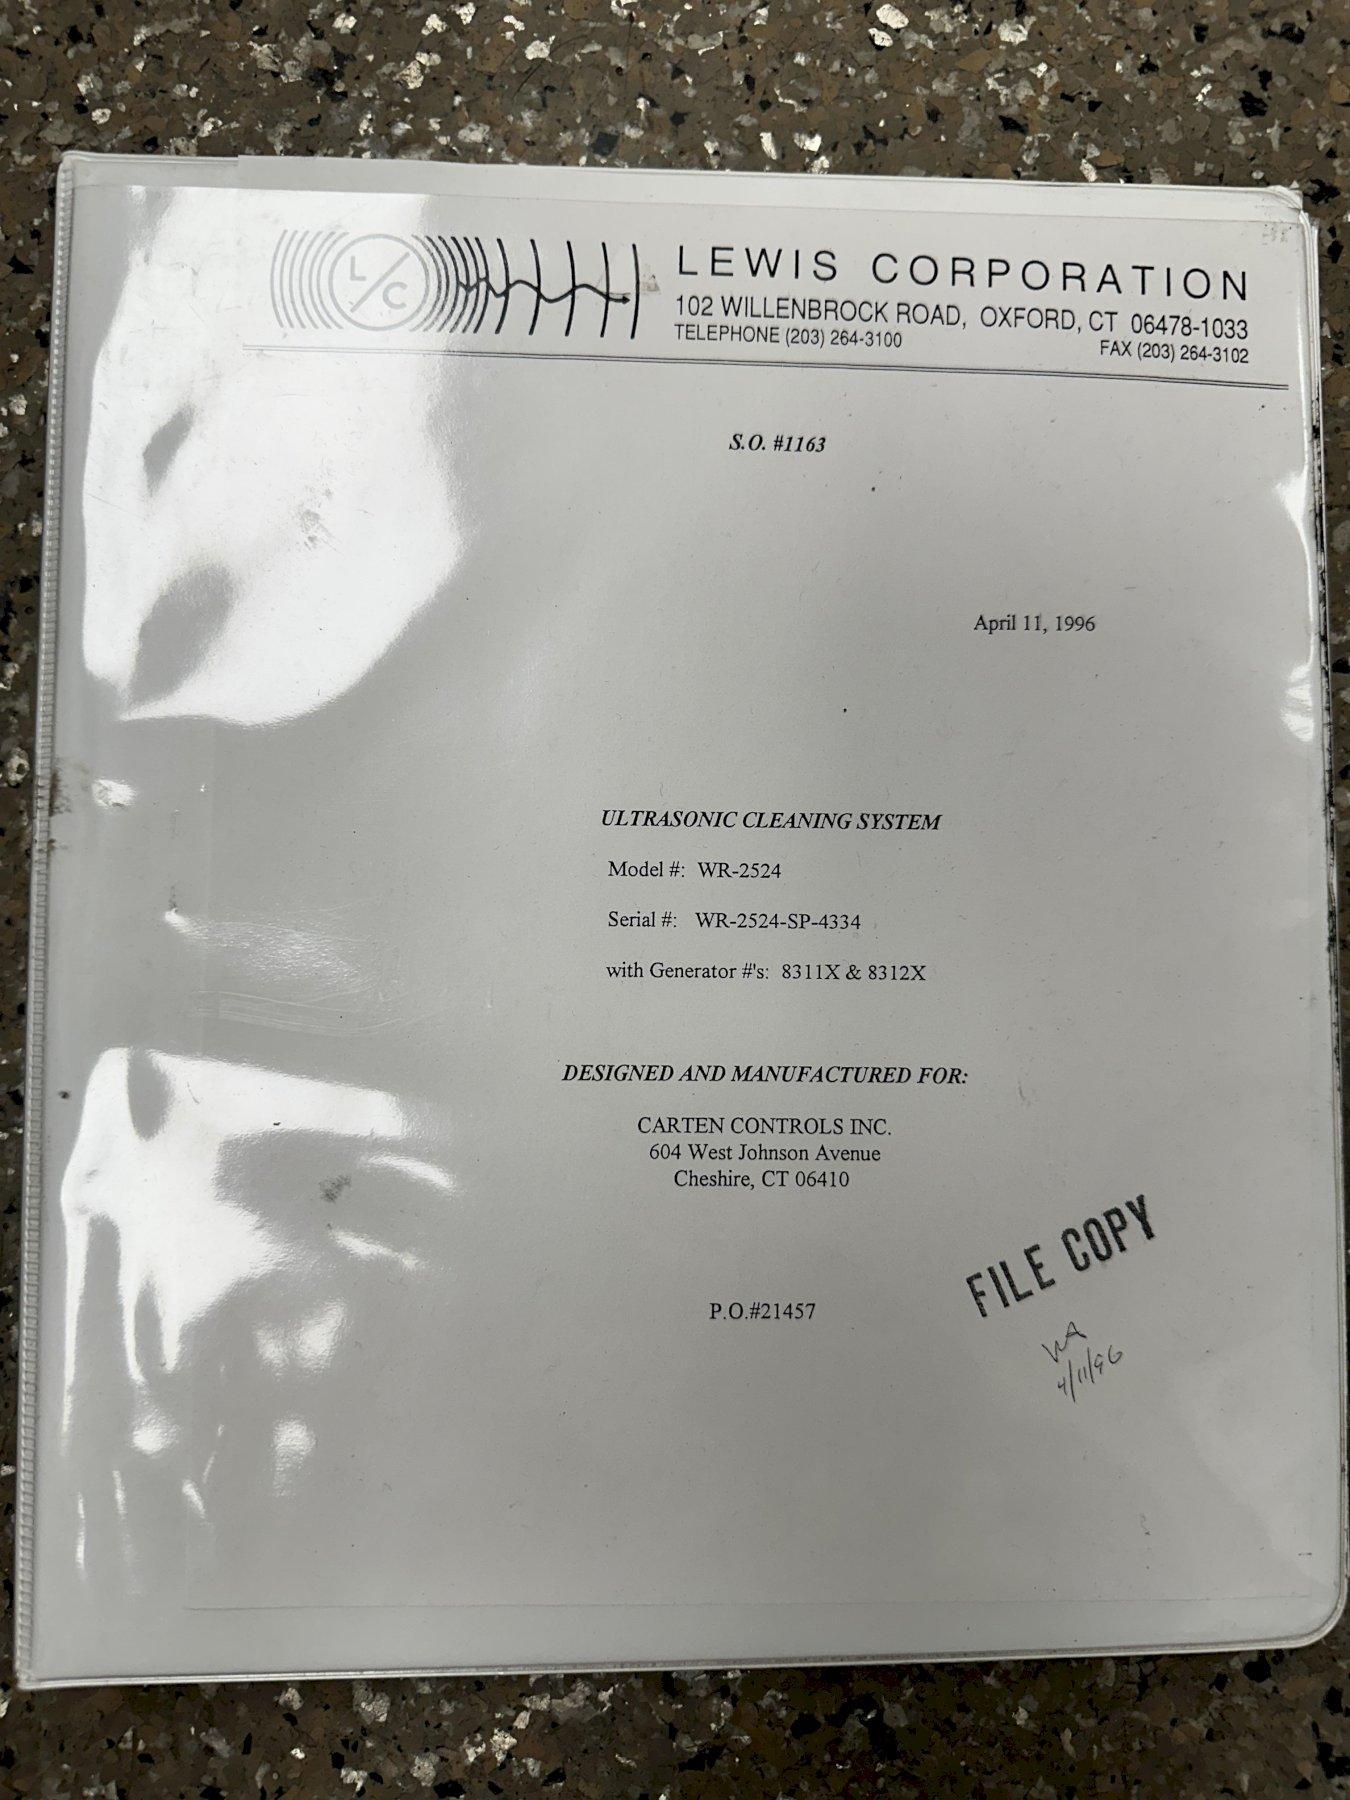 L/C
LEWIS CORPORATION
102 WILLENBROCK ROAD, OXFORD, CT 06478-1033
TELEPHONE (203) 264-3100 FAX (203) 264-3102
S.O. #1163
April 11, 1996
ULTRASONIC CLEANING SYSTEM
Model #: WR-2524
Serial #: WR-2524-SP-4334
with Generator #'s: 8311X & 8312X
DESIGNED AND MANUFACTURED FOR:
CARTEN CONTROLS INC.
604 West Johnson Avenue
Cheshire, CT 06410
P.O.#21457
FILE COPY
4/11/96